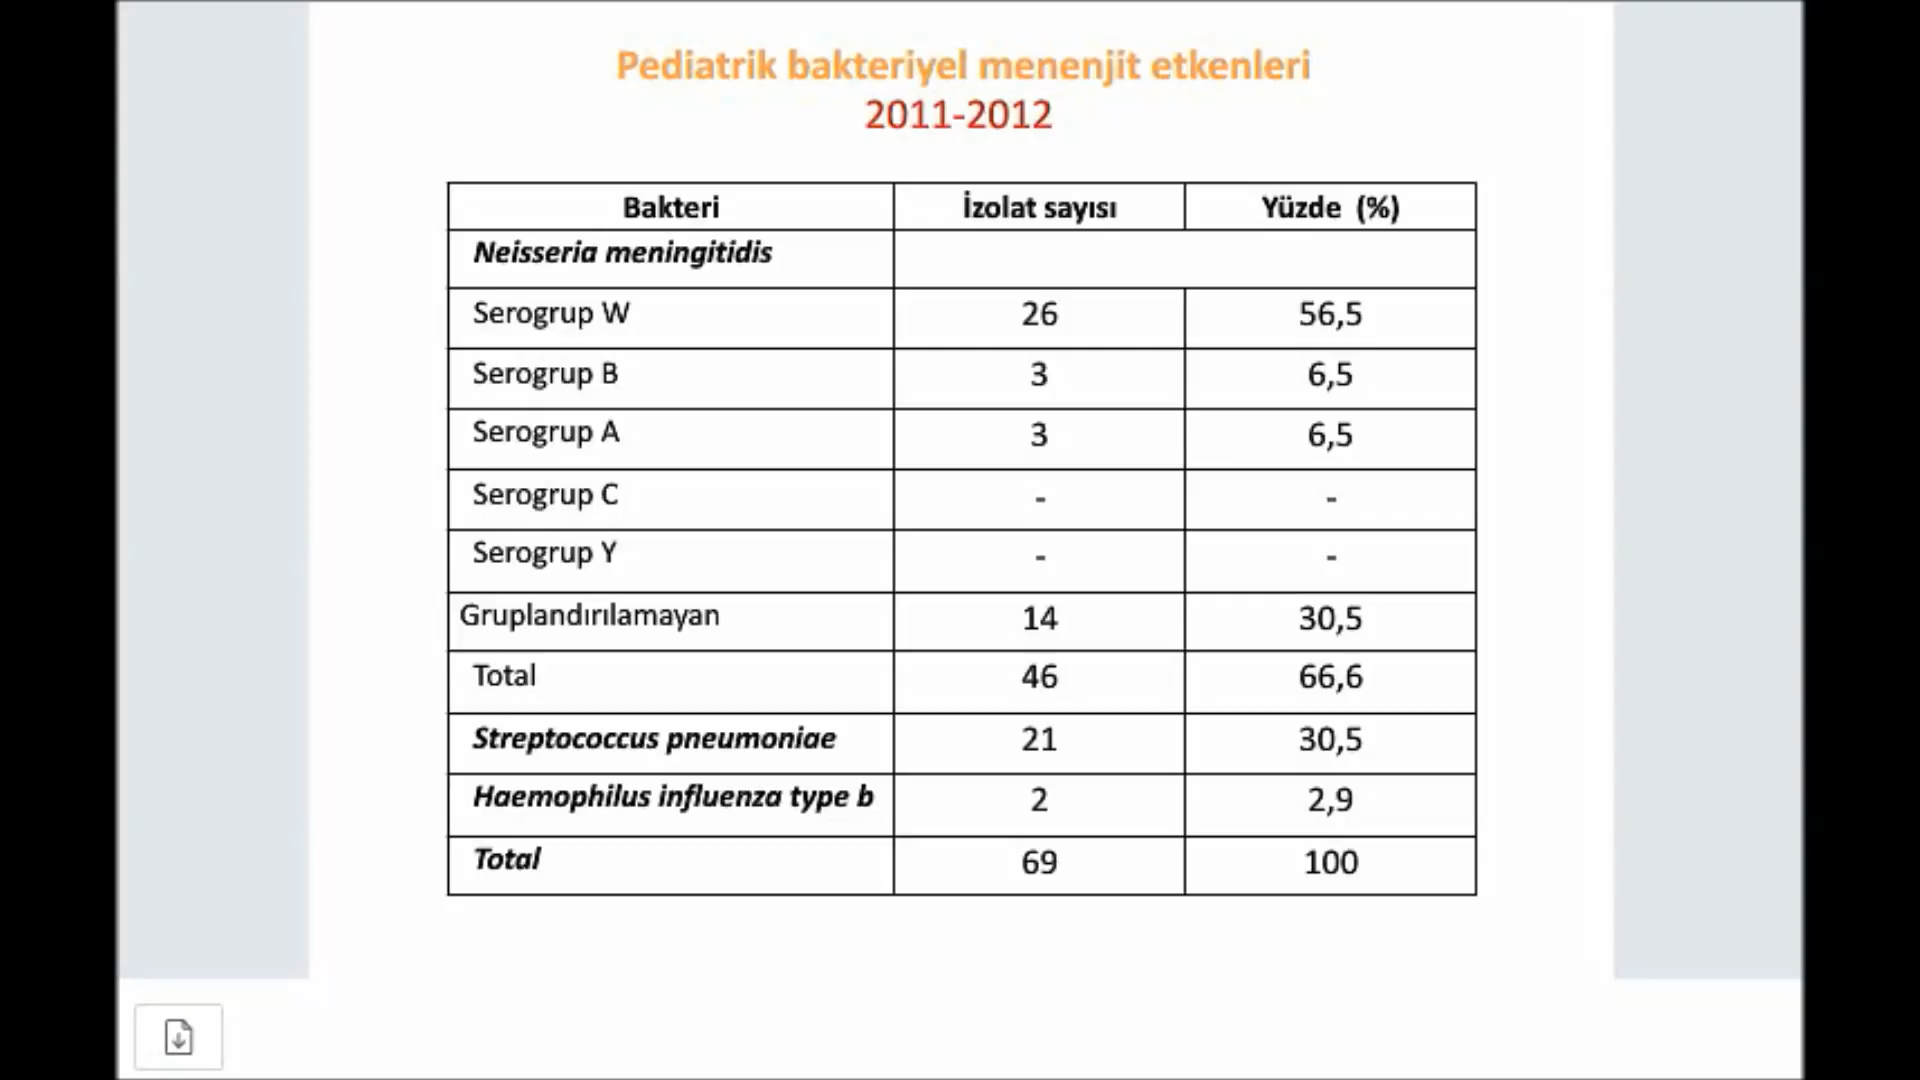 Pediatrik bakteriyel menenjit etkenleri
2011-2012
Bakteri İzolat sayısı Yüzde (%)
Neisseria meningitidis
Serogrup W 26 56,5
Serogrup B 3 6,5
Serogrup A 3 6,5
Serogrup C - -
Serogrup Y - -
Gruplandırılamayan 14 30,5
Total 46 66,6
Streptococcus pneumoniae 21 30,5
Haemophilus influenza type b 2 2,9
Total 69 100